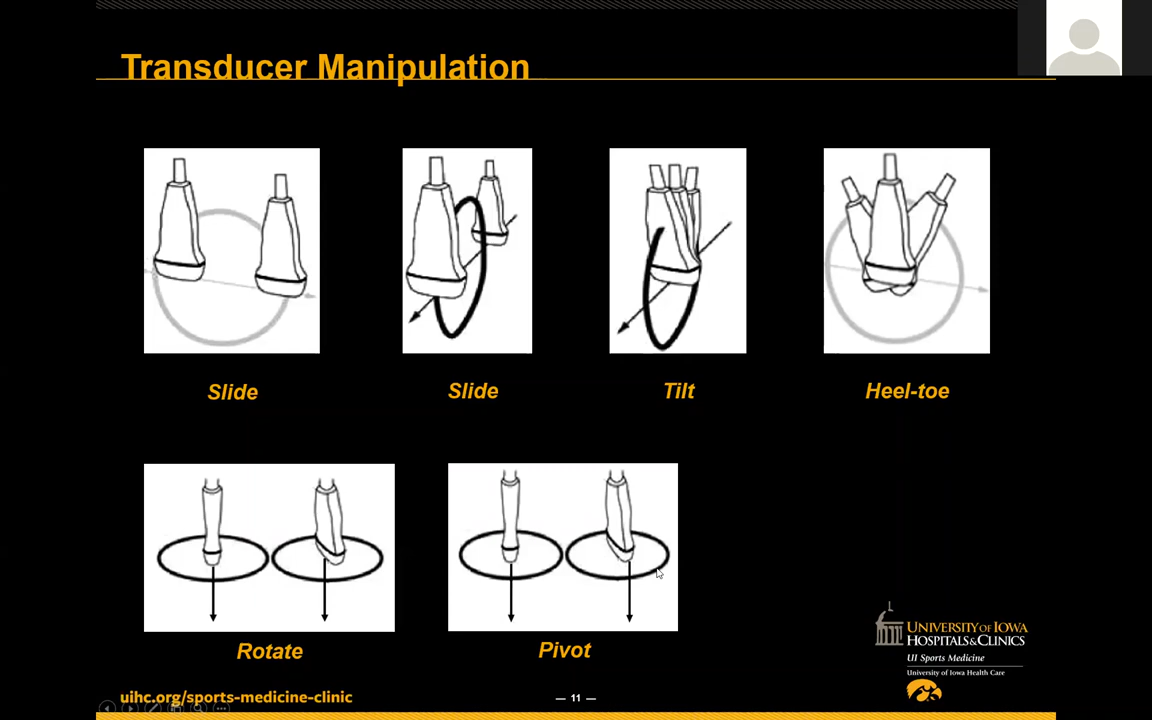 Transducer Manipulation
Slide
Slide
Tilt
Heel-toe
Rotate
Pivot
UNIVERSITY OF IOWA
HOSPITALS & CLINICS
UI Sports Medicine
University of Iowa Health Care
uihc.org/sports-medicine-clinic
— 11 —